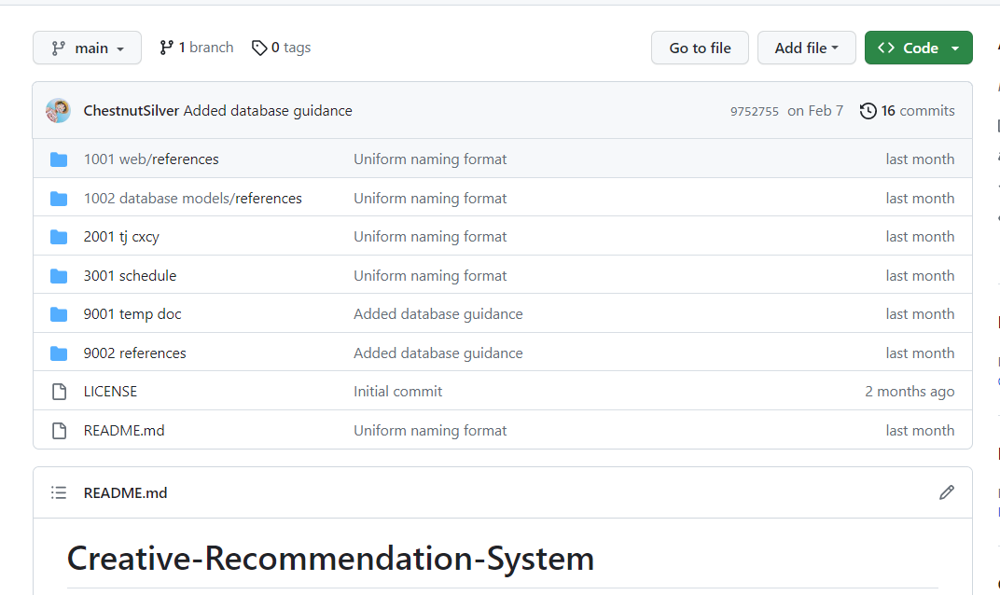 main 1 branch 0 tags Go to file Add file <> Code
ChestnutSilver Added database guidance 9752755 on Feb 7 16 commits
1001 web/references Uniform naming format last month
1002 database models/references Uniform naming format last month
2001 tj cxcy Uniform naming format last month
3001 schedule Uniform naming format last month
9001 temp doc Added database guidance last month
9002 references Added database guidance last month
LICENSE Initial commit 2 months ago
README.md Uniform naming format last month
README.md
Creative-Recommendation-System